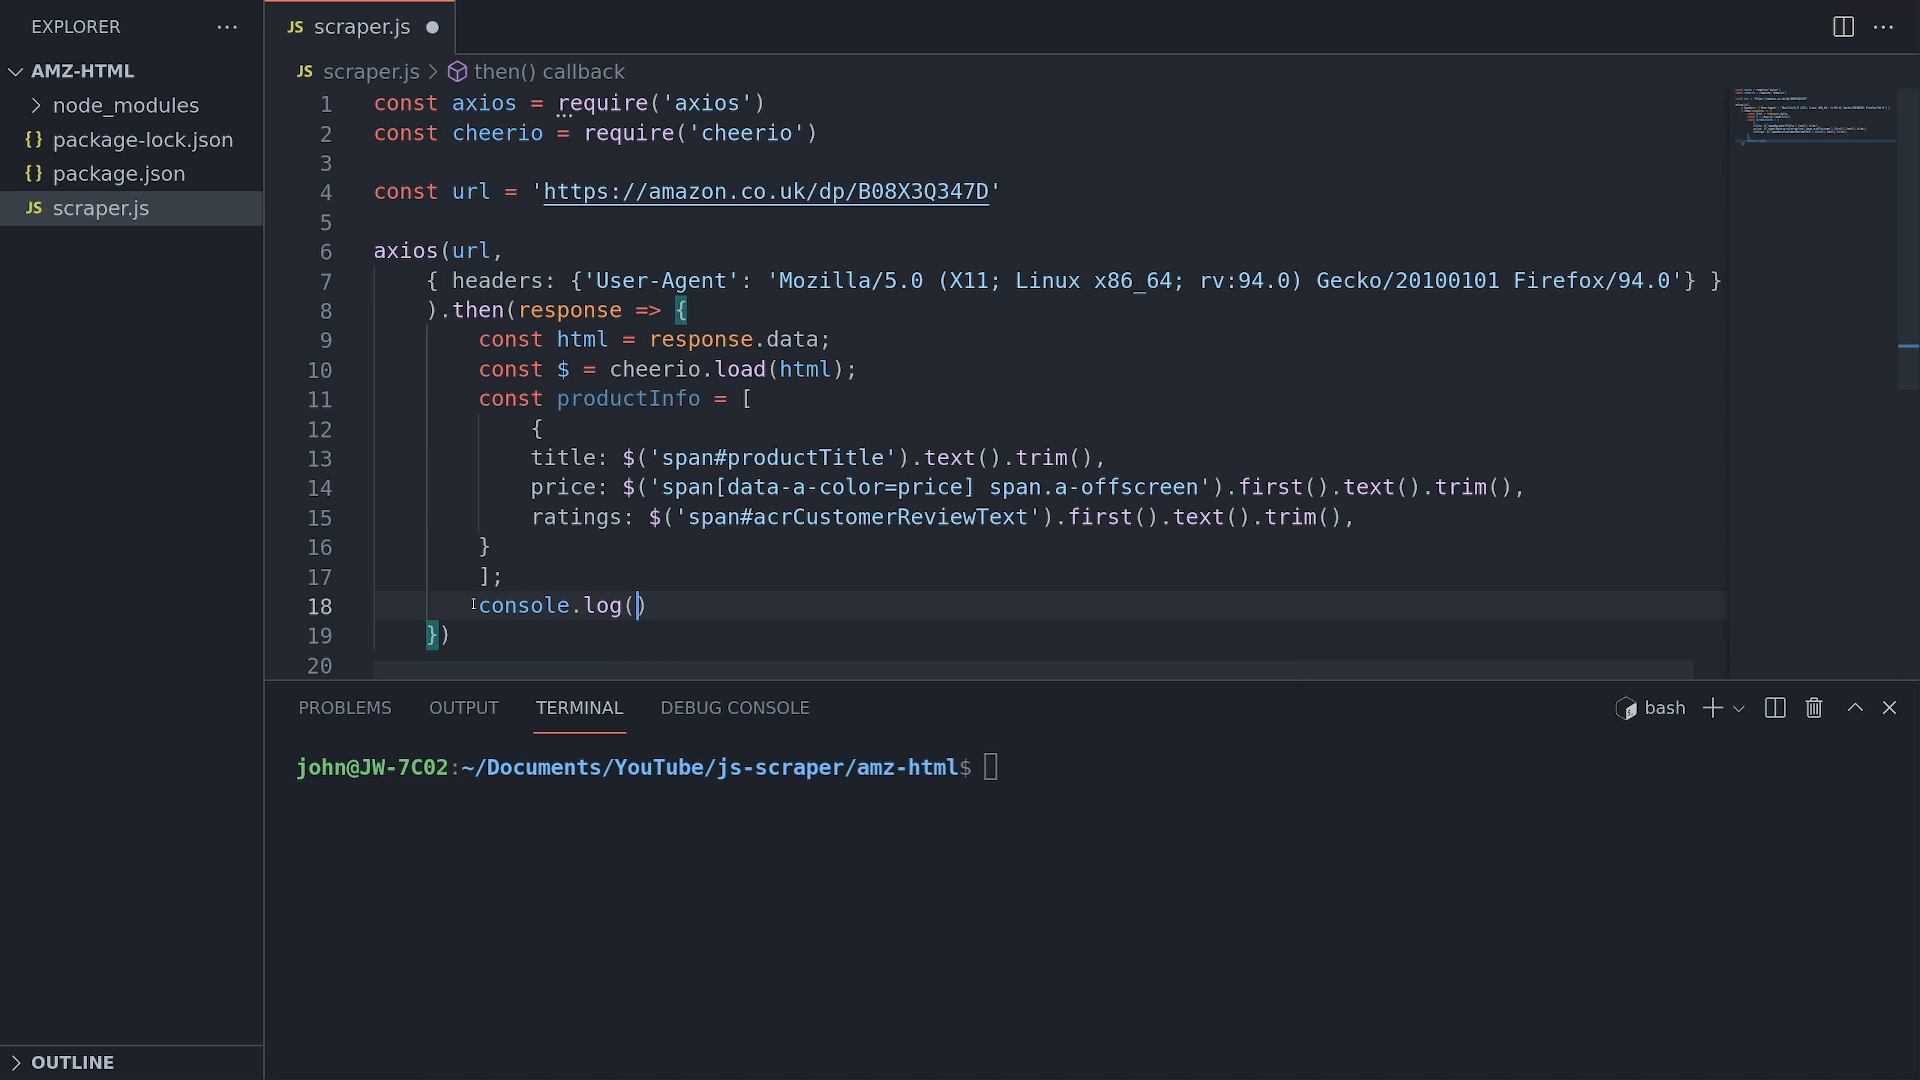 EXPLORER
AMZ-HTML
node_modules
{} package-lock.json
{} package.json
JS scraper.js
OUTLINE
JS scraper.js
JS scraper.js > then() callback
1 const axios = require('axios')
2 const cheerio = require('cheerio')
3
4 const url = 'https://amazon.co.uk/dp/B08X3Q347D'
5
6 axios(url,
7 { headers: {'User-Agent': 'Mozilla/5.0 (X11; Linux x86_64; rv:94.0) Gecko/20100101 Firefox/94.0'} }
8 ).then(response => {
9 const html = response.data;
10 const $ = cheerio.load(html);
11 const productInfo = [
12 {
13 title: $('span#productTitle').text().trim(),
14 price: $('span[data-a-color=price] span.a-offscreen').first().text().trim(),
15 ratings: $('span#acrCustomerReviewText').first().text().trim(),
16 }
17 ];
18 console.log()
19 })
20
PROBLEMS OUTPUT TERMINAL DEBUG CONSOLE bash
john@JW-7C02:~/Documents/YouTube/js-scraper/amz-html$